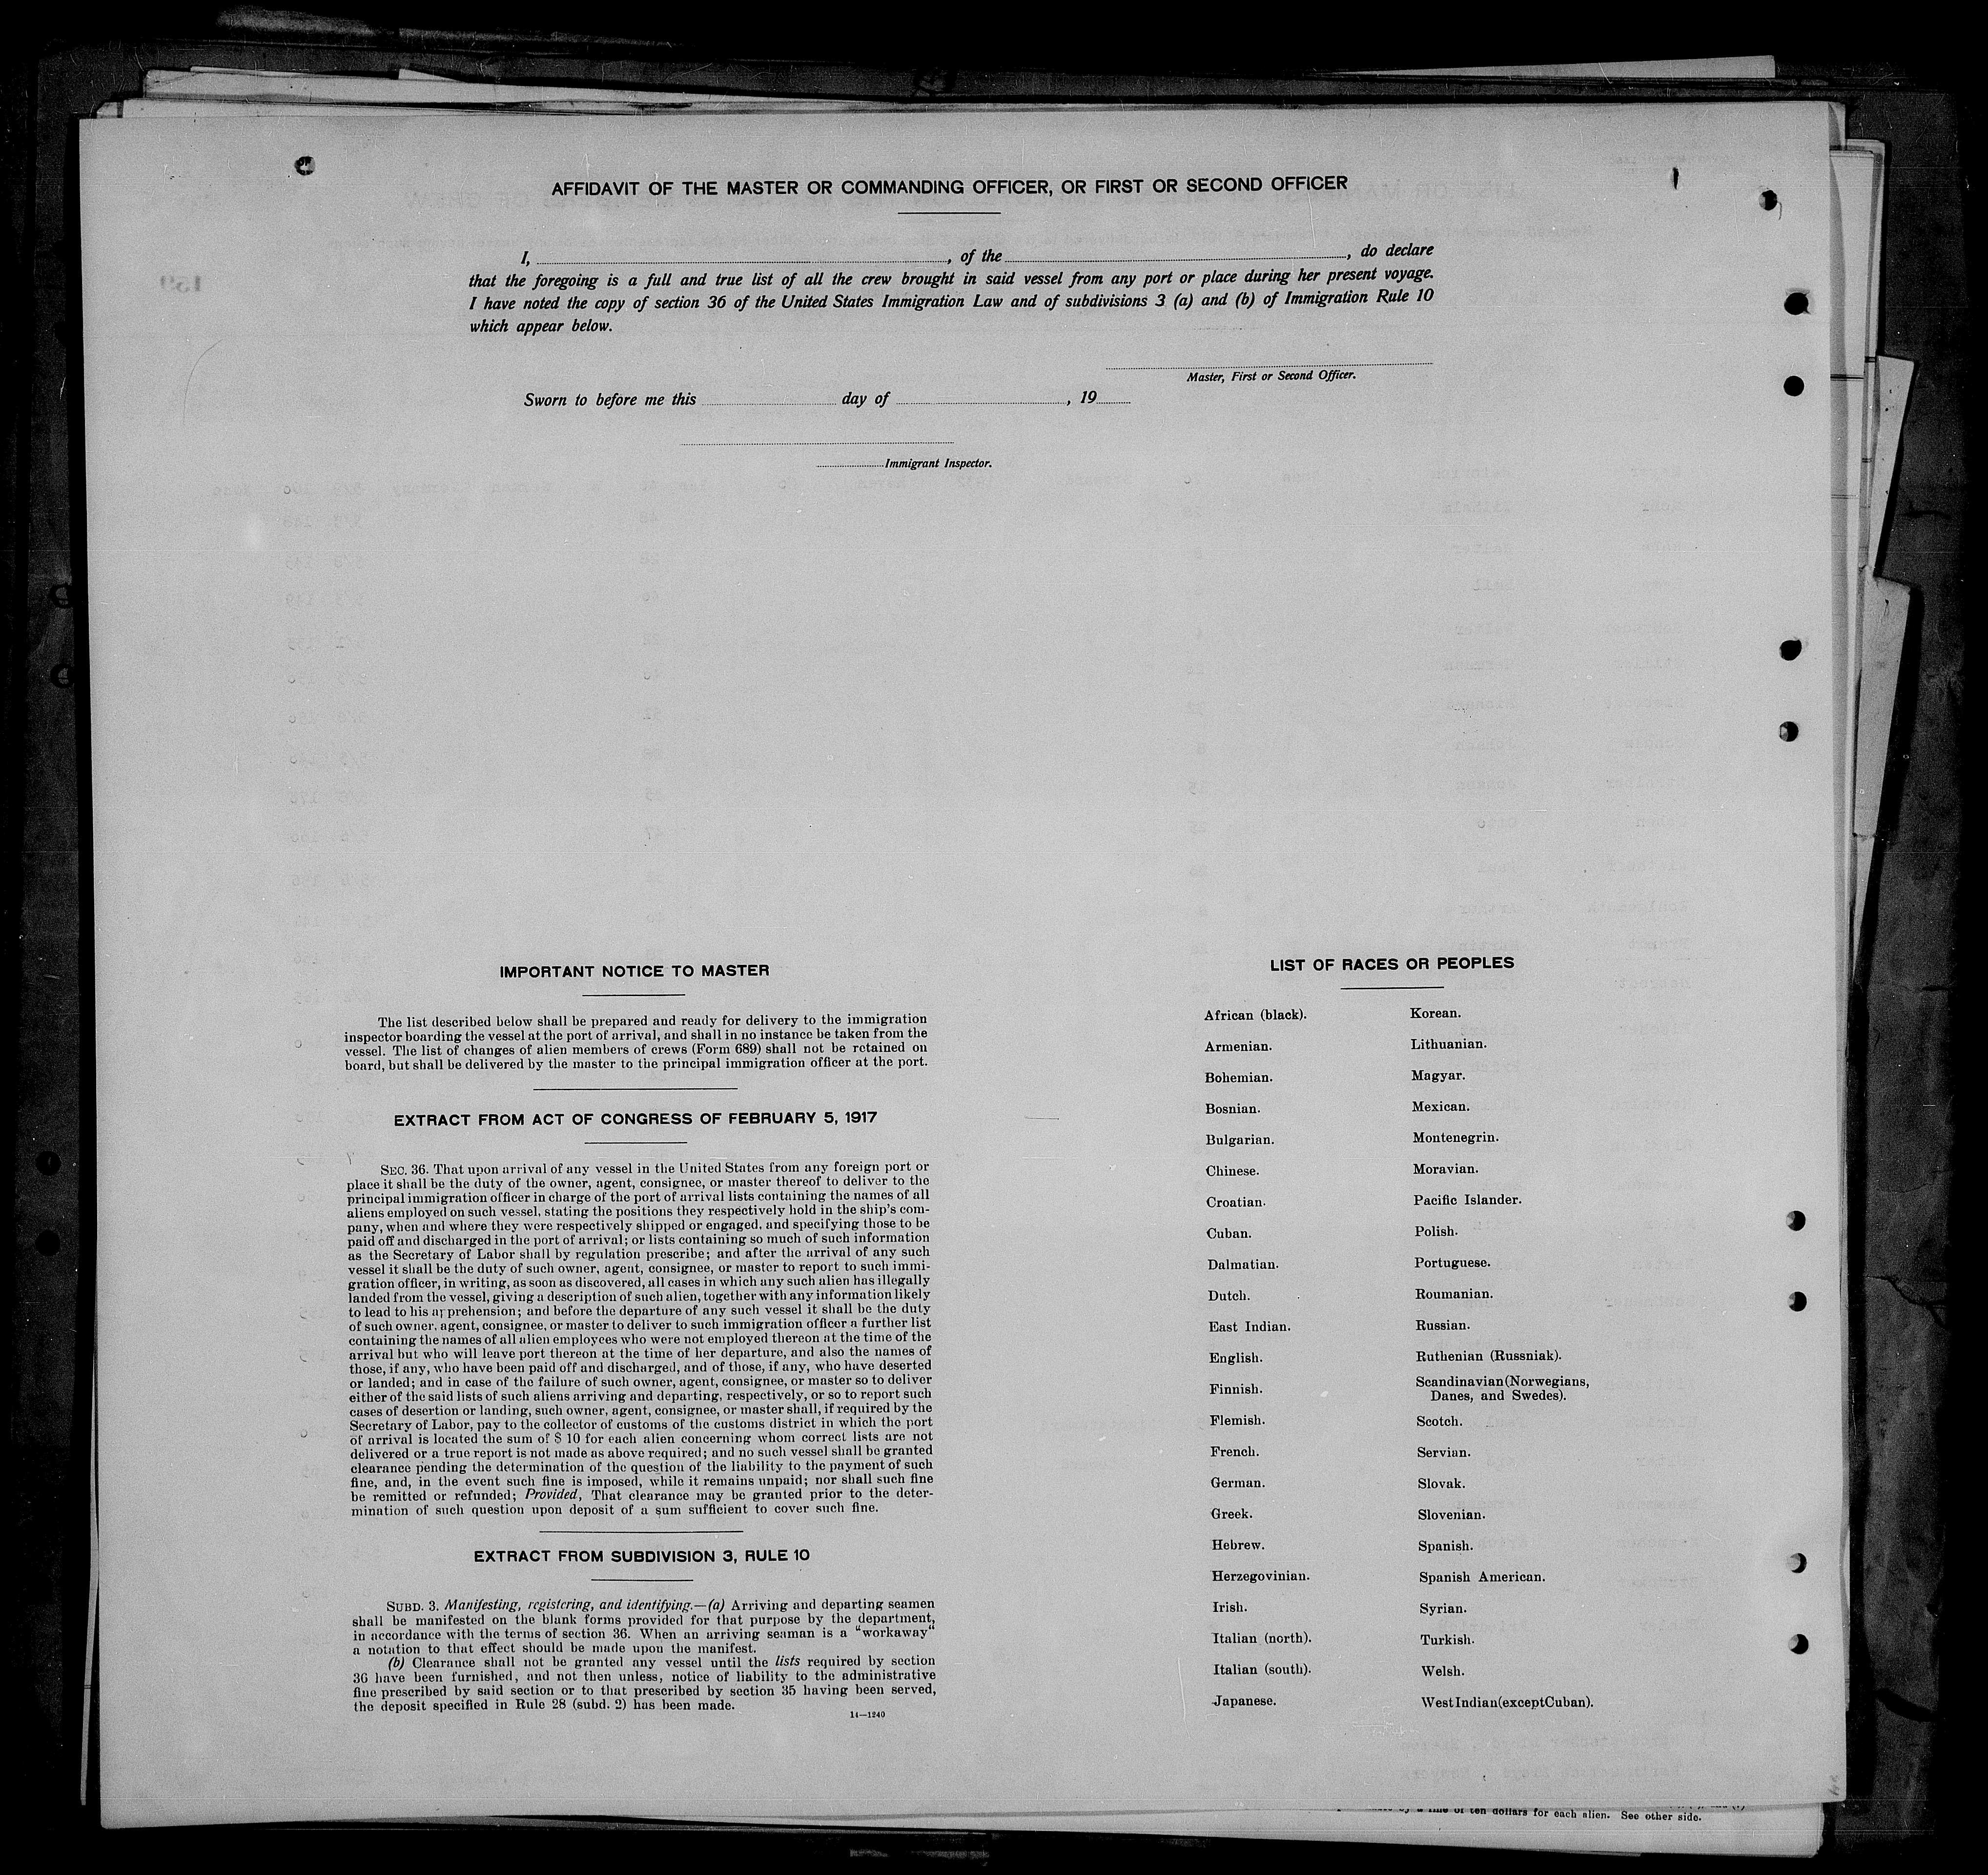 AFFIDAVIT OF THE MASTER OR COMMANDING OFFICER, OR FIRST OR SECOND OFFICER
I, , of the , do declare
that the foregoing is a full and true list of all the crew brought in said vessel from any port or place during her present voyage.
I have noted the copy of section 36 of the United States Immigration Law and of subdivisions 3 (a) and (b) of Immigration Rule 10
which appear below.
Master, First or Second Officer.
Sworn to before me this day of , 19
Immigrant Inspector.
IMPORTANT NOTICE TO MASTER
The list described below shall be prepared and ready for delivery to the immigration
inspector boarding the vessel at the port of arrival, and shall in no instance be taken from the
vessel. The list of changes of alien members of crews (Form 689) shall not be retained on
board, but shall be delivered by the master to the principal immigration officer at the port.
EXTRACT FROM ACT OF CONGRESS OF FEBRUARY 5, 1917
SEC. 36. That upon arrival of any vessel in the United States from any foreign port or
place it shall be the duty of the owner, agent, consignee, or master thereof to deliver to the
principal immigration officer in charge of the port of arrival lists containing the names of all
aliens employed on such vessel, stating the positions they respectively hold in the ship's com-
pany, when and where they were respectively shipped or engaged, and specifying those to be
paid off and discharged in the port of arrival; or lists containing so much of such information
as the Secretary of Labor shall by regulation prescribe; and after the arrival of any such
vessel it shall be the duty of such owner, agent, consignee, or master to report to such immi-
gration officer, in writing, as soon as discovered, all cases in which any such alien has illegally
landed from the vessel, giving a description of such alien, together with any information likely
to lead to his apprehension; and before the departure of any such vessel it shall be the duty
of such owner, agent, consignee, or master to deliver to such immigration officer a further list
containing the names of all alien employees who were not employed thereon at the time of the
arrival but who will leave port thereon at the time of her departure, and also the names of
those, if any, who have been paid off and discharged, and of those, if any, who have deserted
or landed; and in case of the failure of such owner, agent, consignee, or master so to deliver
either of the said lists of such aliens arriving and departing, respectively, or so to report such
cases of desertion or landing, such owner, agent, consignee, or master shall, if required by the
Secretary of Labor, pay to the collector of customs of the customs district in which the port
of arrival is located the sum of $ 10 for each alien concerning whom correct lists are not
delivered or a true report is not made as above required; and no such vessel shall be granted
clearance pending the determination of the question of the liability to the payment of such
fine, and, in the event such fine is imposed, while it remains unpaid; nor shall such fine
be remitted or refunded; Provided, That clearance may be granted prior to the deter-
mination of such question upon deposit of a sum sufficient to cover such fine.
EXTRACT FROM SUBDIVISION 3, RULE 10
SUBD. 3. Manifesting, registering, and identifying.—(a) Arriving and departing seamen
shall be manifested on the blank forms provided for that purpose by the department,
in accordance with the terms of section 36. When an arriving seaman is a "workaway"
a notation to that effect should be made upon the manifest.
(b) Clearance shall not be granted any vessel until the lists required by section
36 have been furnished, and not then unless, notice of liability to the administrative
fine prescribed by said section or to that prescribed by section 35 having been served,
the deposit specified in Rule 28 (subd. 2) has been made.
14—1240
LIST OF RACES OR PEOPLES
African (black).
Armenian.
Bohemian.
Bosnian.
Bulgarian.
Chinese.
Croatian.
Cuban.
Dalmatian.
Dutch.
East Indian.
English.
Finnish.
Flemish.
French.
German.
Greek.
Hebrew.
Herzegovinian.
Irish.
Italian (north).
Italian (south).
Japanese.
Korean.
Lithuanian.
Magyar.
Mexican.
Montenegrin.
Moravian.
Pacific Islander.
Polish.
Portuguese.
Roumanian.
Russian.
Ruthenian (Russniak).
Scandinavian (Norwegians,
Danes, and Swedes).
Scotch.
Servian.
Slovak.
Slovenian.
Spanish.
Spanish American.
Syrian.
Turkish.
Welsh.
West Indian (except Cuban).
of ten dollars for each alien. See other side.